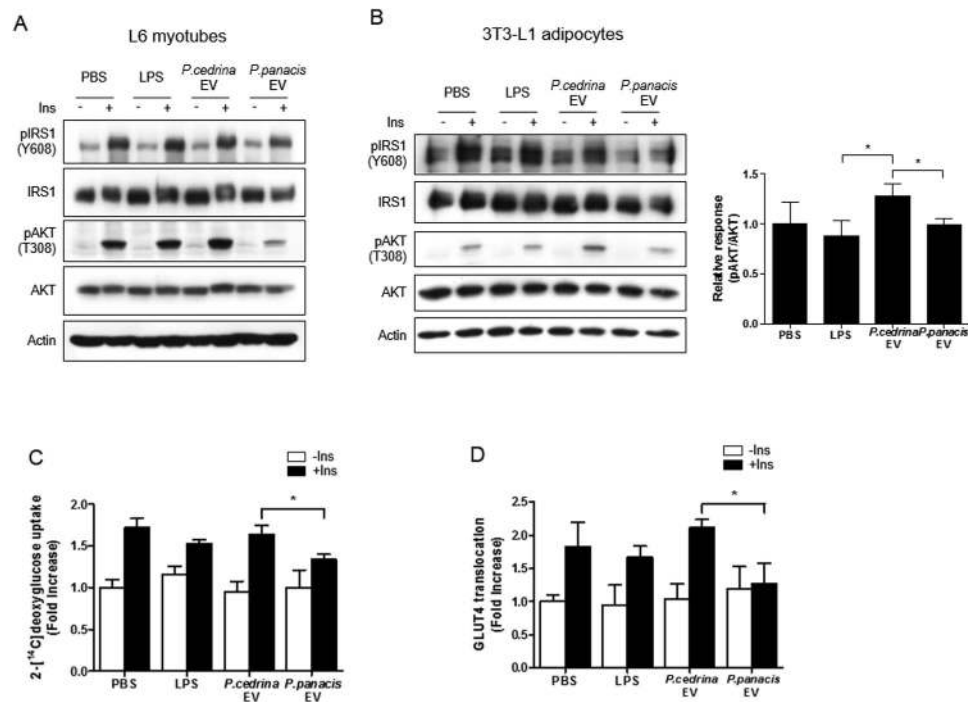 A
L6 myotubes
PBS LPS P.cedrina EV P.panacis EV
Ins - + - + - + - +
pIRS1 (Y608)
IRS1
pAKT (T308)
AKT
Actin
B
3T3-L1 adipocytes
PBS LPS P.cedrina EV P.panacis EV
Ins - + - + - + - +
pIRS1 (Y608)
IRS1
pAKT (T308)
AKT
Actin
Relative response (pAKT/AKT)
1.5
1.0
0.5
0.0
* *
PBS LPS P.cedrina EV P.panacis EV
C
-Ins
+Ins
2-[¹⁴C]deoxyglucose uptake (Fold Increase)
2.0
1.5
1.0
0.5
0.0
*
PBS LPS P.cedrina EV P.panacis EV
D
-Ins
+Ins
GLUT4 translocation (Fold Increase)
2.5
2.0
1.5
1.0
0.5
0.0
*
PBS LPS P.cedrina EV P.panacis EV